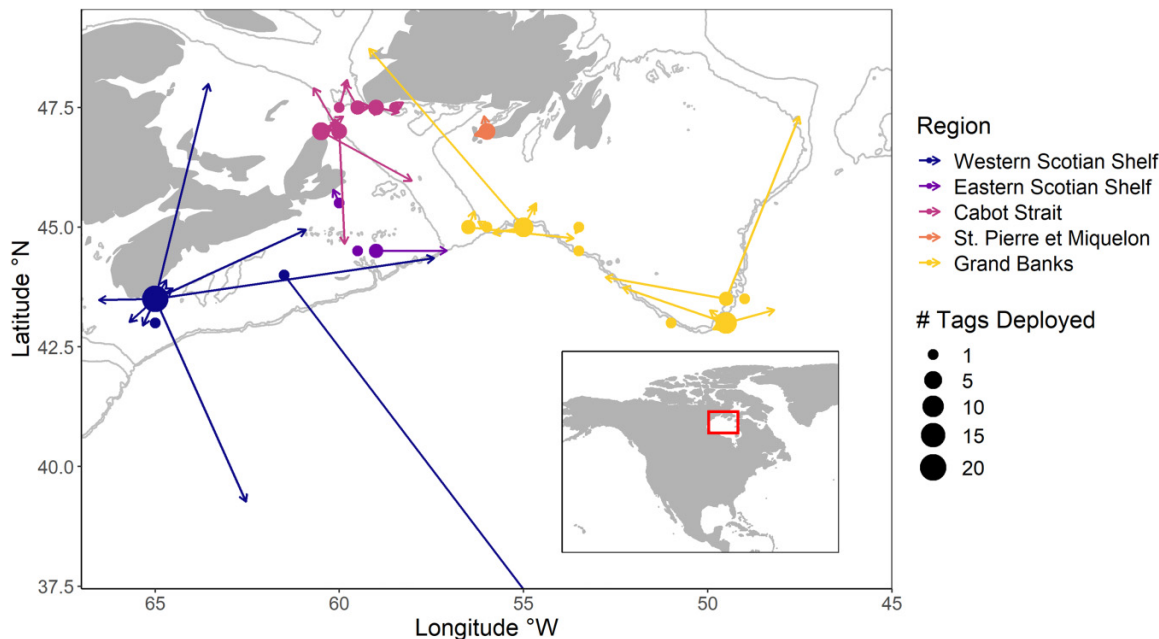 47.5
45.0
42.5
40.0
37.5
Latitude °N
65
60
55
50
45
Longitude °W
Region
Western Scotian Shelf
Eastern Scotian Shelf
Cabot Strait
St. Pierre et Miquelon
Grand Banks
# Tags Deployed
1
5
10
15
20